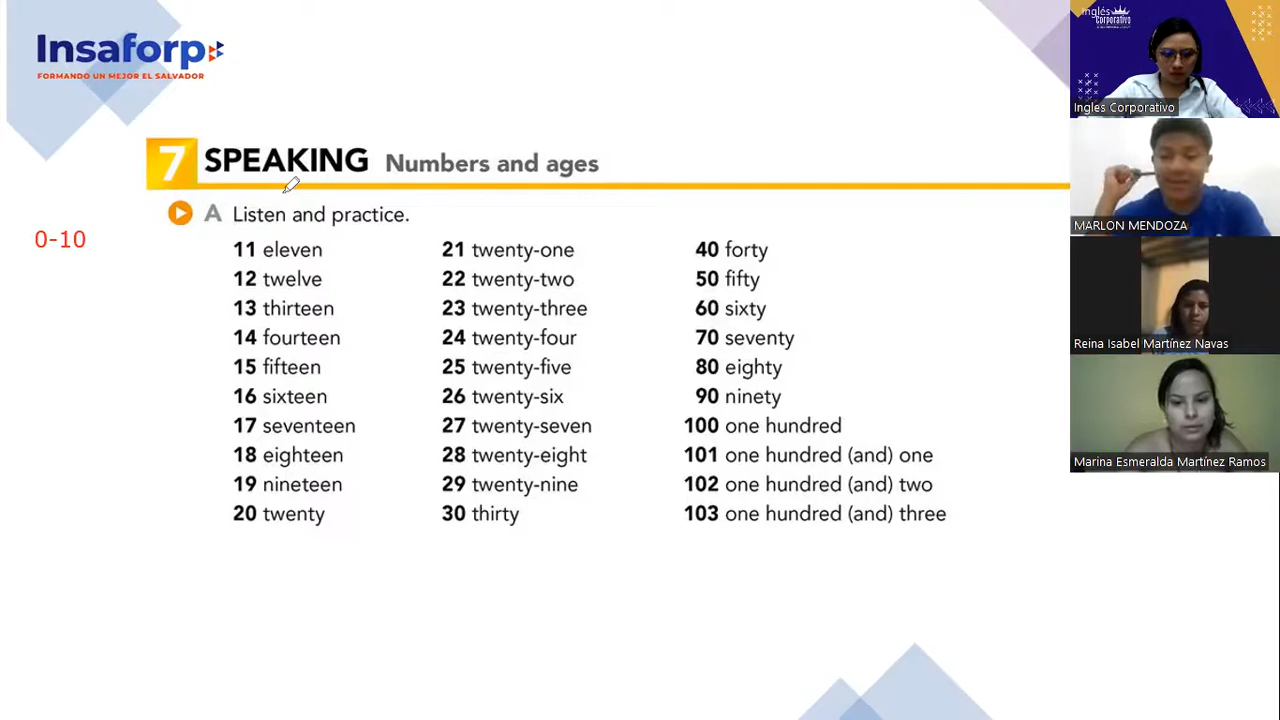 Insaforp
FORMANDO UN MEJOR EL SALVADOR
7 SPEAKING Numbers and ages
A Listen and practice.
0-10
11 eleven
12 twelve
13 thirteen
14 fourteen
15 fifteen
16 sixteen
17 seventeen
18 eighteen
19 nineteen
20 twenty
21 twenty-one
22 twenty-two
23 twenty-three
24 twenty-four
25 twenty-five
26 twenty-six
27 twenty-seven
28 twenty-eight
29 twenty-nine
30 thirty
40 forty
50 fifty
60 sixty
70 seventy
80 eighty
90 ninety
100 one hundred
101 one hundred (and) one
102 one hundred (and) two
103 one hundred (and) three
Inglés
Corporativo
Ingles Corporativo
MARLON MENDOZA
Reina Isabel Martínez Navas
Marina Esmeralda Martínez Ramos